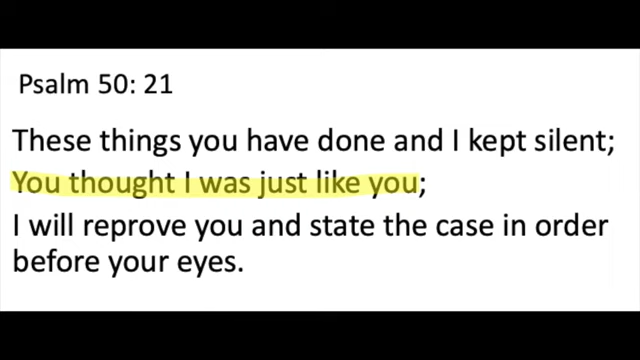 Psalm 50: 21
These things you have done and I kept silent;
You thought I was just like you;
I will reprove you and state the case in order
before your eyes.